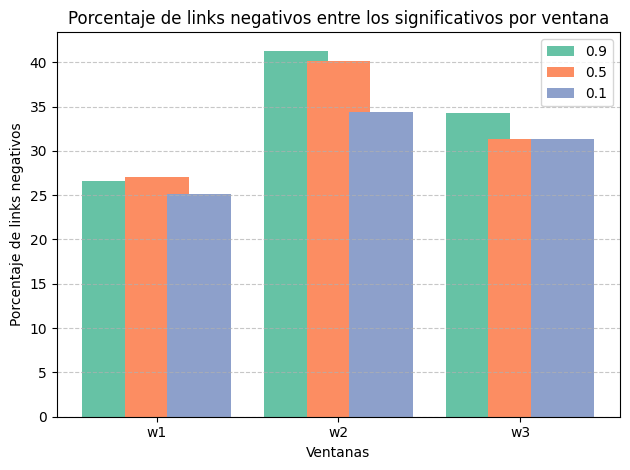 Porcentaje de links negativos entre los significativos por ventana
0.9
0.5
0.1
Porcentaje de links negativos
40
35
30
25
20
15
10
5
0
w1
w2
w3
Ventanas